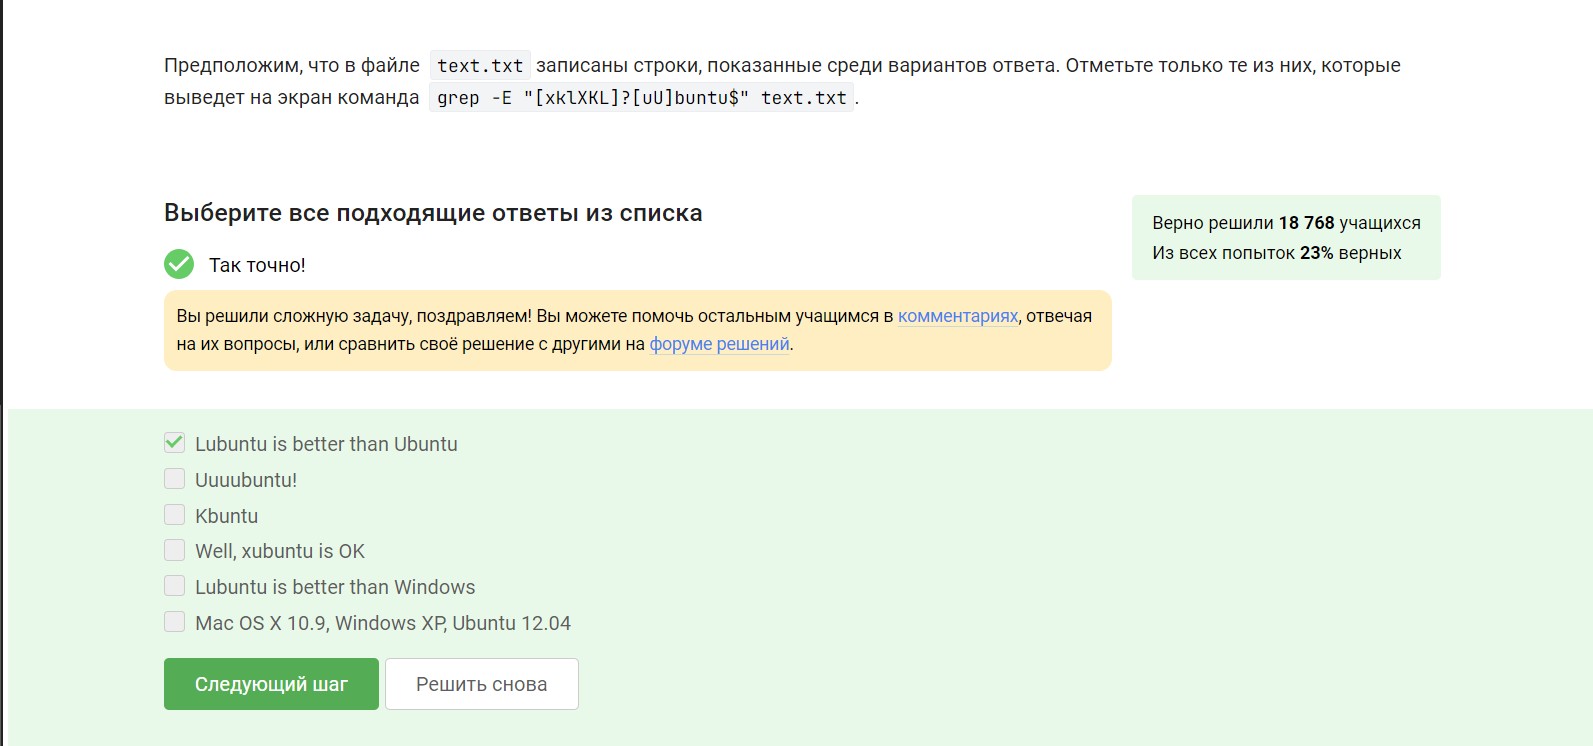 Предположим, что в файле text.txt записаны строки, показанные среди вариантов ответа. Отметьте только те из них, которые
выведет на экран команда grep -E "[xklXKL]?[uU]buntu$" text.txt.
Выберите все подходящие ответы из списка
Верно решили 18 768 учащихся
Из всех попыток 23% верных
Так точно!
Вы решили сложную задачу, поздравляем! Вы можете помочь остальным учащимся в комментариях, отвечая
на их вопросы, или сравнить своё решение с другими на форуме решений.
Lubuntu is better than Ubuntu
Uuuubuntu!
Kbuntu
Well, xubuntu is OK
Lubuntu is better than Windows
Mac OS X 10.9, Windows XP, Ubuntu 12.04
Следующий шаг
Решить снова